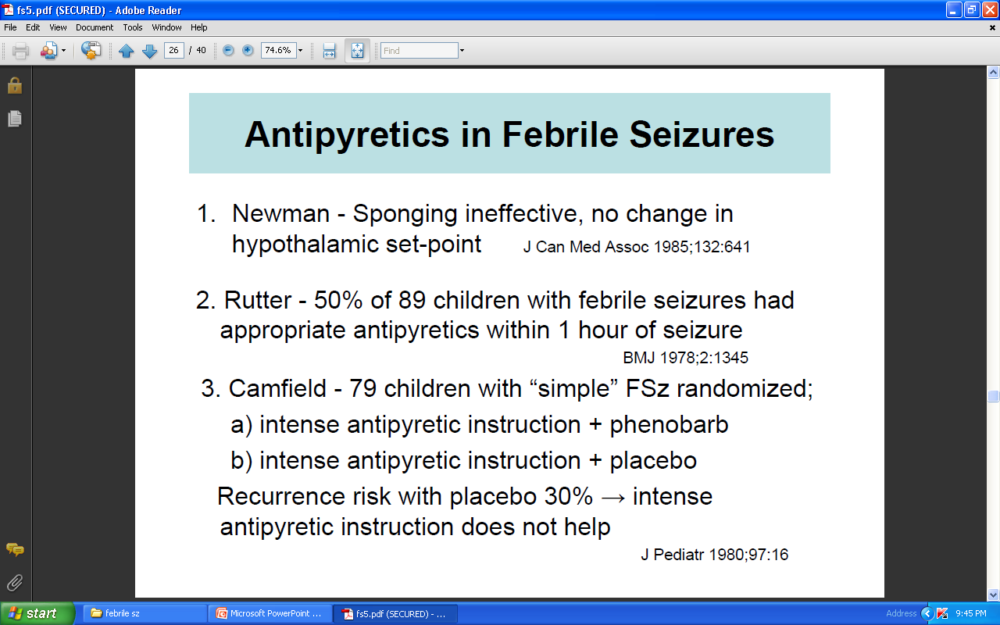 fs5.pdf (SECURED) - Adobe Reader
File Edit View Document Tools Window Help
26 / 40 74.6% Find
Antipyretics in Febrile Seizures
1. Newman - Sponging ineffective, no change in
hypothalamic set-point J Can Med Assoc 1985;132:641
2. Rutter - 50% of 89 children with febrile seizures had
appropriate antipyretics within 1 hour of seizure
BMJ 1978;2:1345
3. Camfield - 79 children with “simple” FSz randomized;
a) intense antipyretic instruction + phenobarb
b) intense antipyretic instruction + placebo
Recurrence risk with placebo 30% → intense
antipyretic instruction does not help
J Pediatr 1980;97:16
start febrile sz Microsoft PowerPoint ... fs5.pdf (SECURED) - ... Address 9:45 PM